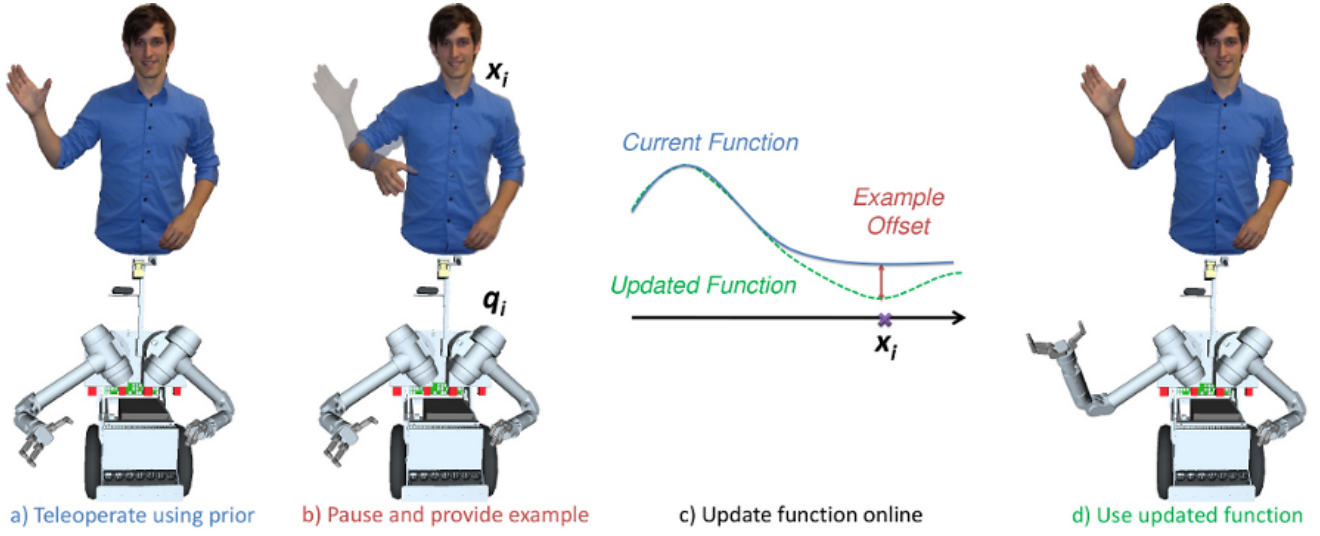 x_i
Current Function
Example
Offset
Updated Function
q_i
x_i
a) Teleoperate using prior
b) Pause and provide example
c) Update function online
d) Use updated function